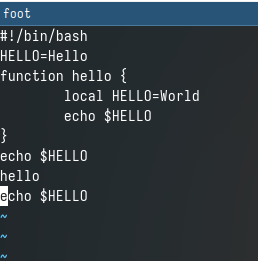 foot
#!/bin/bash
HELLO=Hello
function hello {
        local HELLO=World
        echo $HELLO
}
echo $HELLO
hello
echo $HELLO
~
~
~